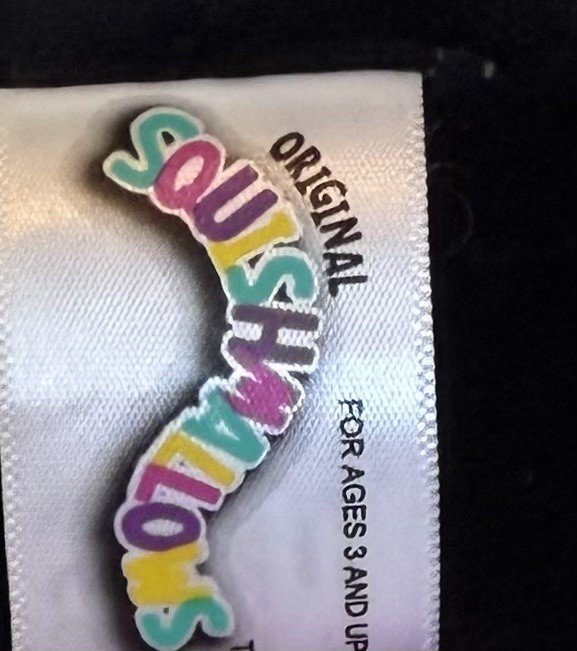 ORIGINAL
SQUISHMALLOWS
FOR AGES 3 AND UP
T